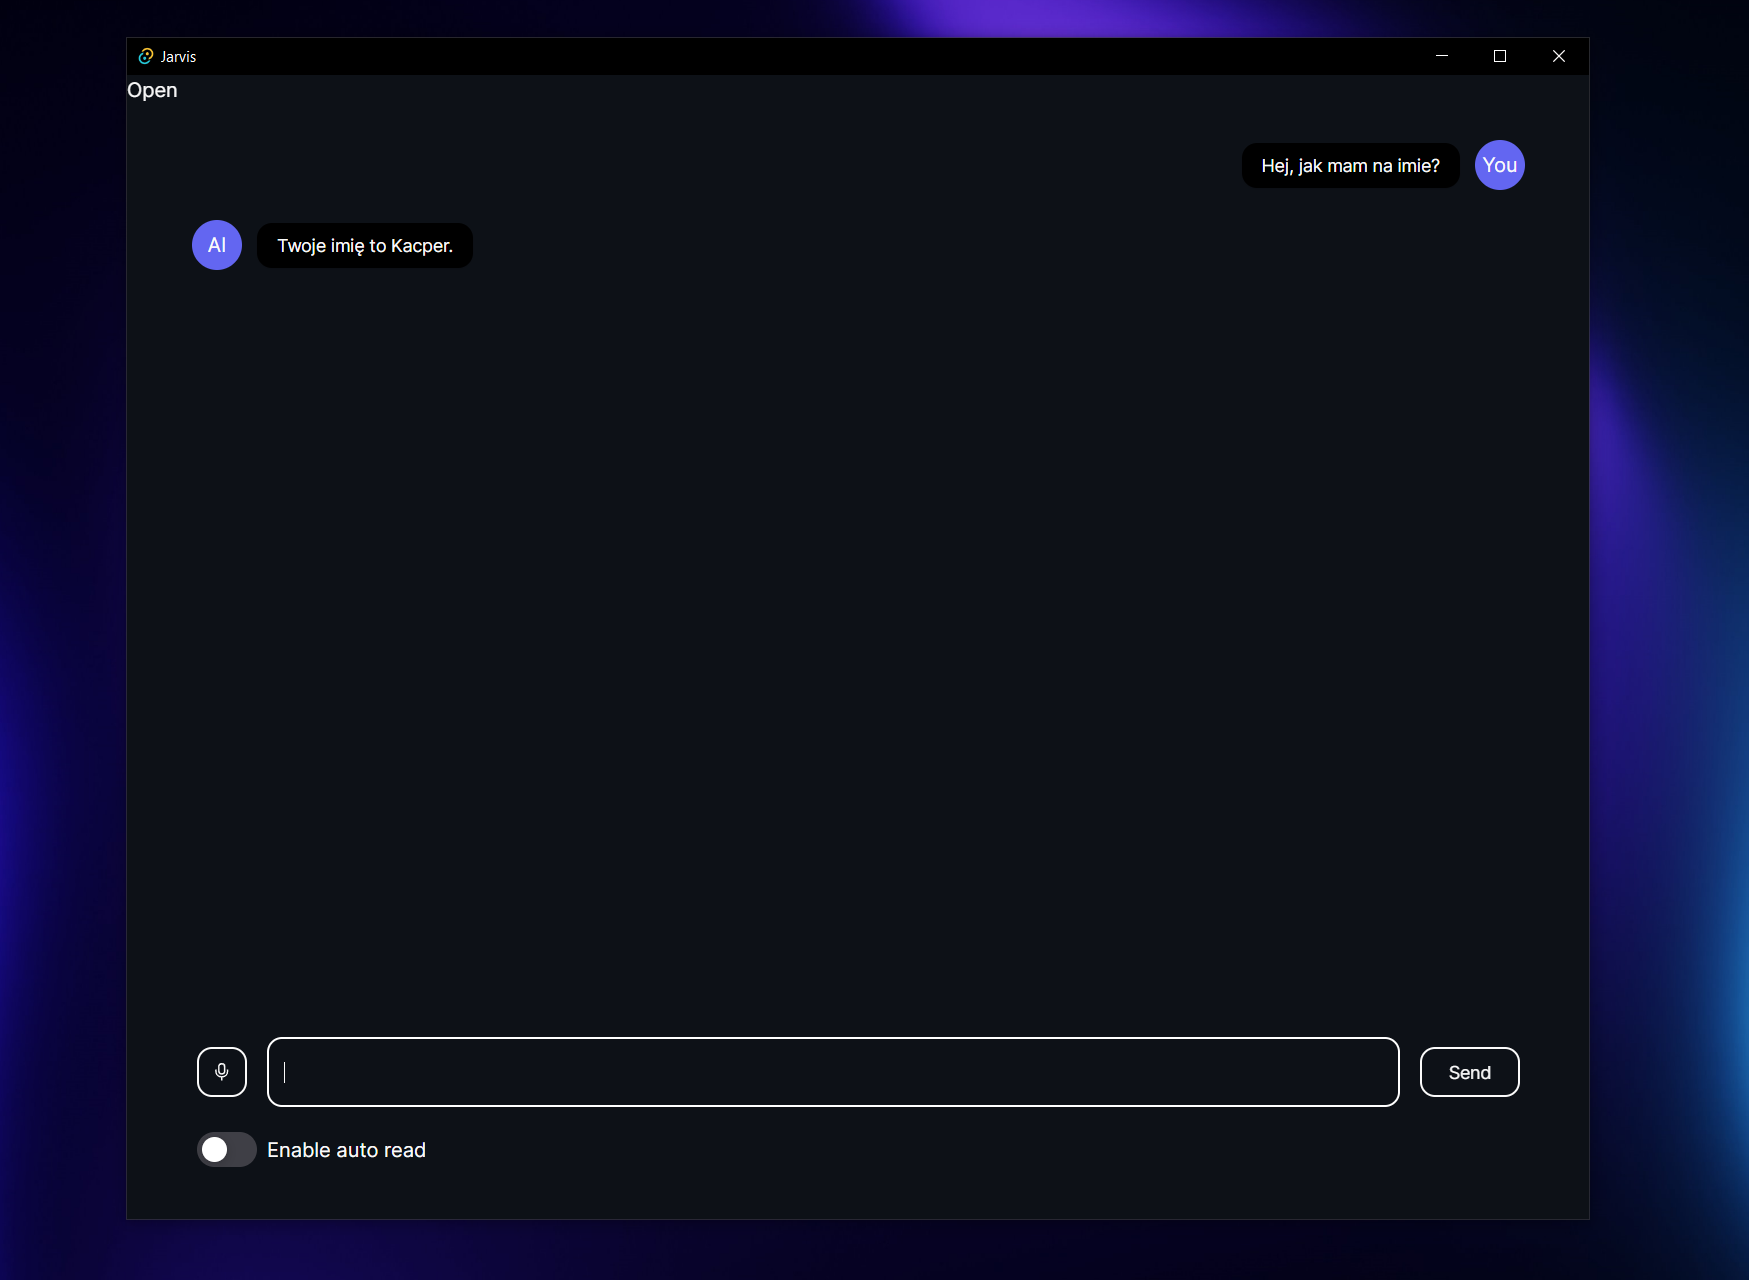 Jarvis
Open
Hej, jak mam na imie?
You
AI
Twoje imię to Kacper.
Send
Enable auto read